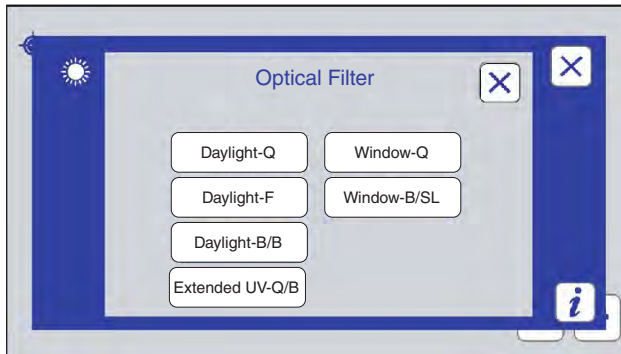 Optical Filter
Daylight-Q
Window-Q
Daylight-F
Window-B/SL
Daylight-B/B
Extended UV-Q/B
i